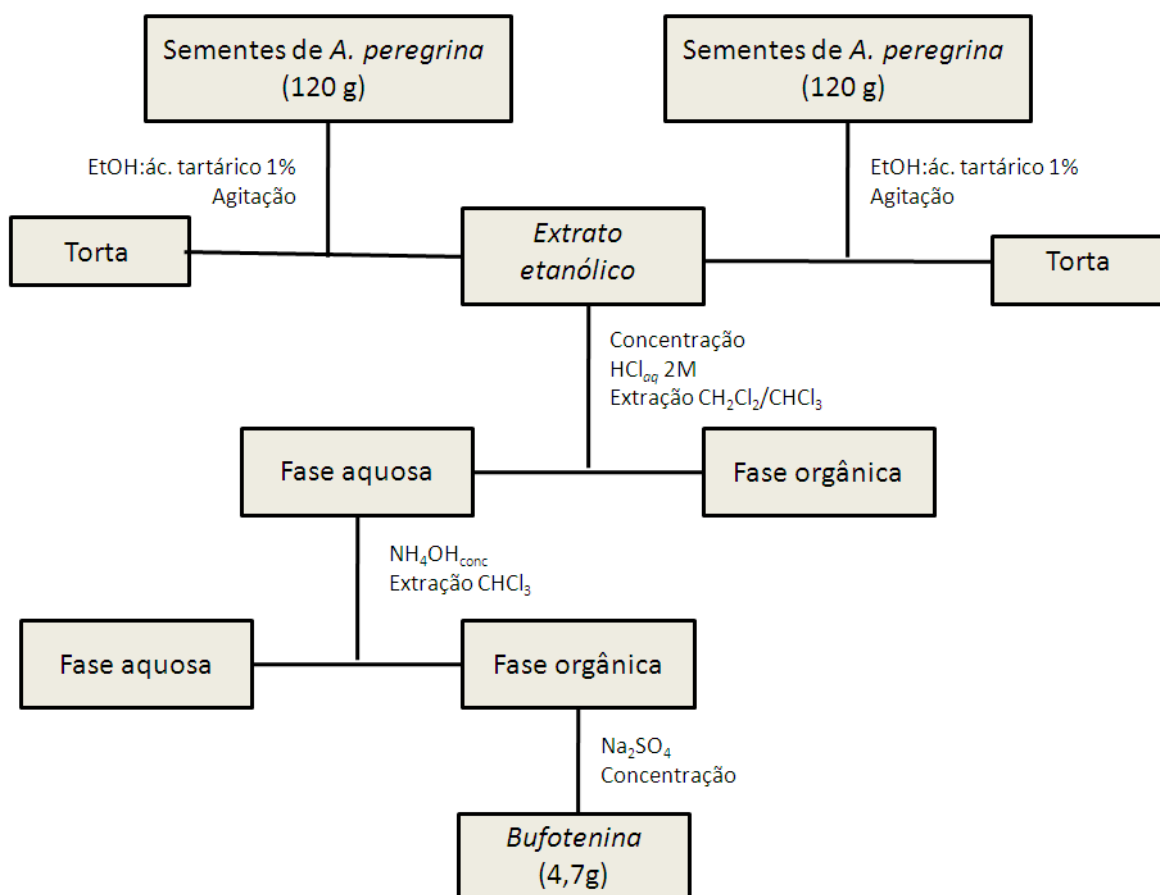 Sementes de A. peregrina
(120 g)
Sementes de A. peregrina
(120 g)
EtOH:ác. tartárico 1%
Agitação
EtOH:ác. tartárico 1%
Agitação
Torta
Extrato
etanólico
Torta
Concentração
HClaq 2M
Extração CH₂Cl₂/CHCl₃
Fase aquosa
Fase orgânica
NH₄OHconc
Extração CHCl₃
Fase aquosa
Fase orgânica
Na₂SO₄
Concentração
Bufotenina
(4,7g)